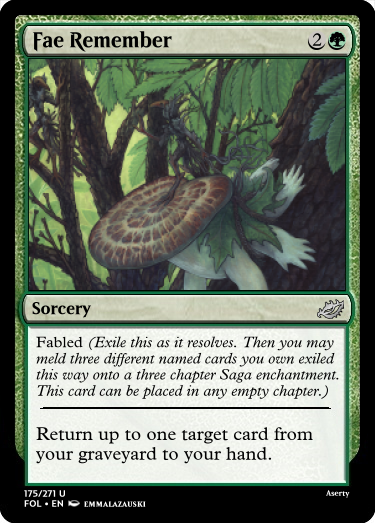 Fae Remember 2
Sorcery
Fabled (Exile this as it resolves. Then you may
meld three different named cards you own exiled
this way onto a three chapter Saga enchantment.
This card can be placed in any empty chapter.)
Return up to one target card from
your graveyard to your hand.
175/271 U
FOL • EN EMMALAZAUSKI
Aserty